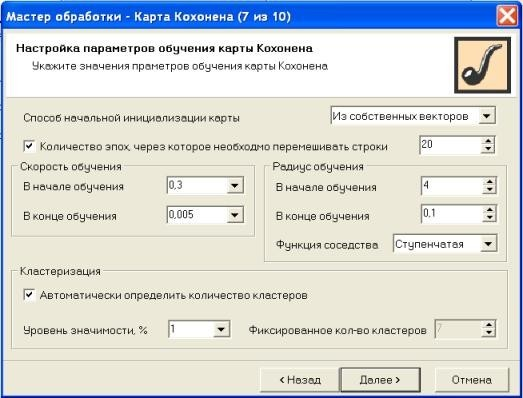 Мастер обработки - Карта Кохонена (7 из 10)
Настройка параметров обучения карты Кохонена
Укажите значения праметров обучения карты Кохонена
Способ начальной инициализации карты Из собственных векторов
Количество эпох, через которое необходмо перемешивать строки 20
Скорость обучения
В начале обучения 0,3
В конце обучения 0,005
Радиус обучения
В начале обучения 4
В конце обучения 0,1
Функция соседства Ступенчатая
Кластеризация
Автоматически определить количество кластеров
Уровень значимости, % 1 Фиксированное кол-во кластеров 7
< Назад Далее > Отмена